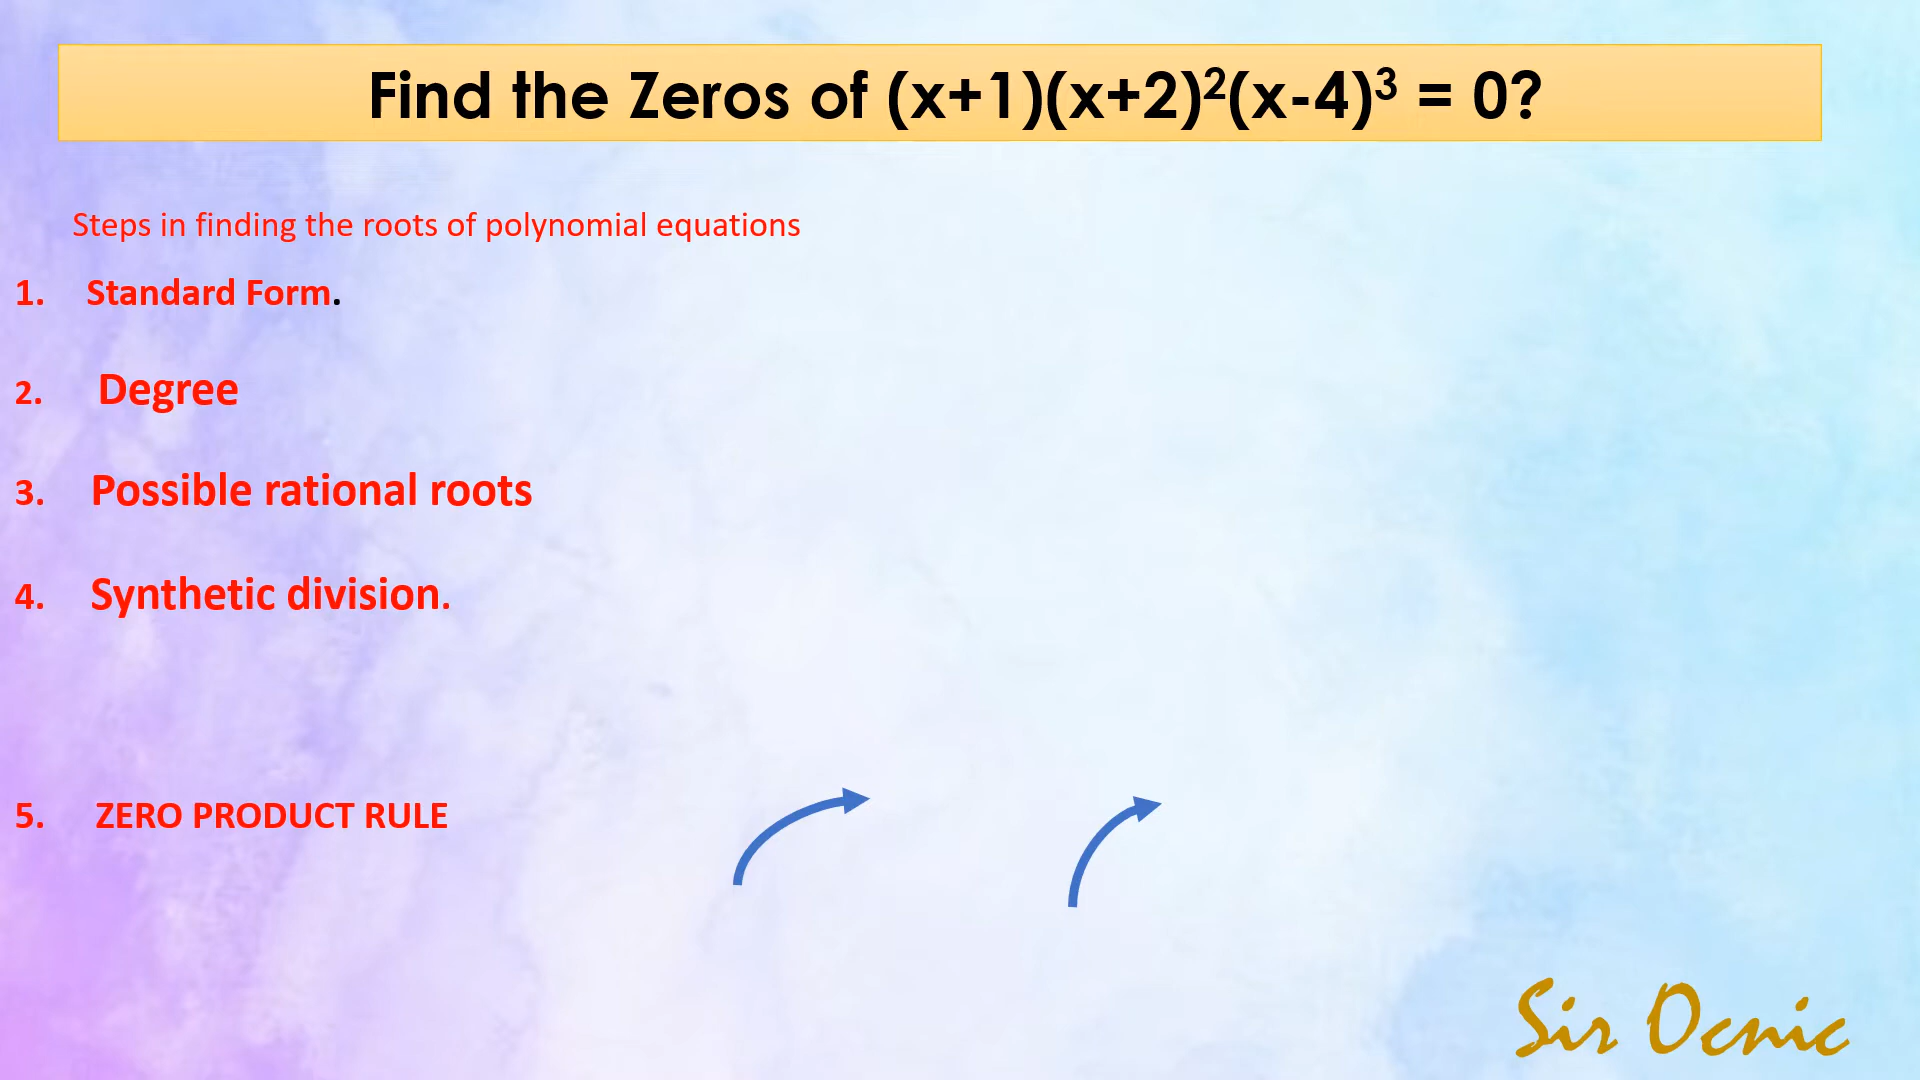 Find the Zeros of (x+1)(x+2)²(x-4)³ = 0?
Steps in finding the roots of polynomial equations
1. Standard Form.
2. Degree
3. Possible rational roots
4. Synthetic division.
5. ZERO PRODUCT RULE
Sir Ocnic